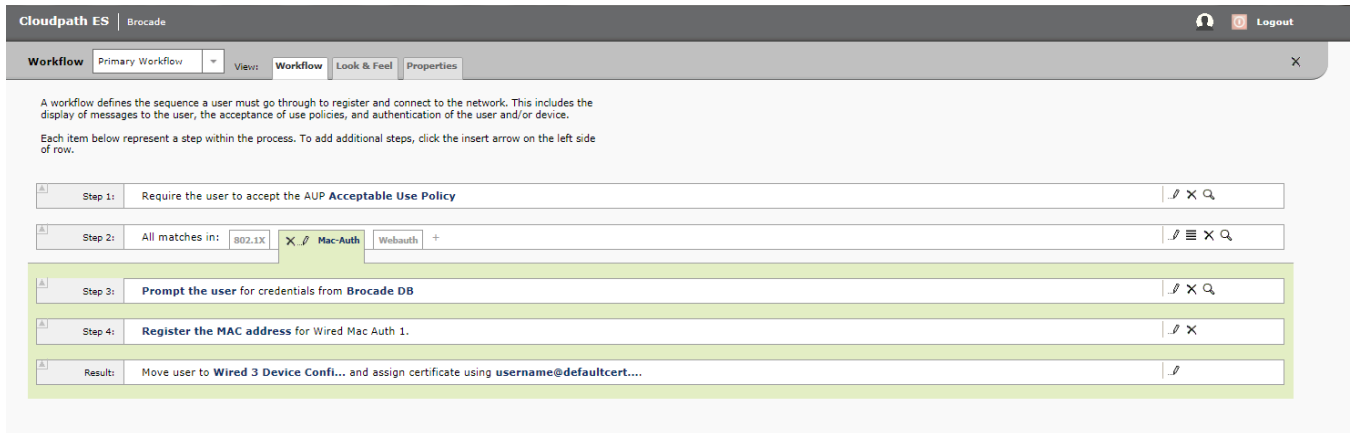 Cloudpath ES | Brocade Logout
Workflow Primary Workflow View: Workflow Look & Feel Properties
A workflow defines the sequence a user must go through to register and connect to the network. This includes the
display of messages to the user, the acceptance of use policies, and authentication of the user and/or device.
Each item below represent a step within the process. To add additional steps, click the insert arrow on the left side
of row.
Step 1: Require the user to accept the AUP Acceptable Use Policy
Step 2: All matches in: 802.1X Mac-Auth Webauth +
Step 3: Prompt the user for credentials from Brocade DB
Step 4: Register the MAC address for Wired Mac Auth 1.
Result: Move user to Wired 3 Device Confi... and assign certificate using username@defaultcert....